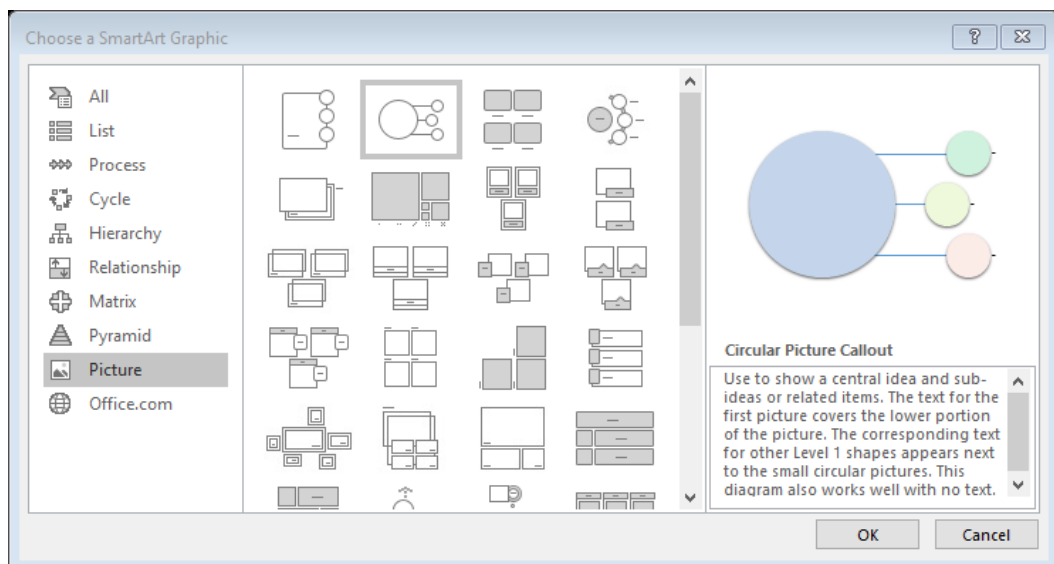 Choose a SmartArt Graphic
?
All
List
Process
Cycle
Hierarchy
Relationship
Matrix
Pyramid
Picture
Office.com
Circular Picture Callout
Use to show a central idea and sub-
ideas or related items. The text for the
first picture covers the lower portion
of the picture. The corresponding text
for other Level 1 shapes appears next
to the small circular pictures. This
diagram also works well with no text.
OK
Cancel